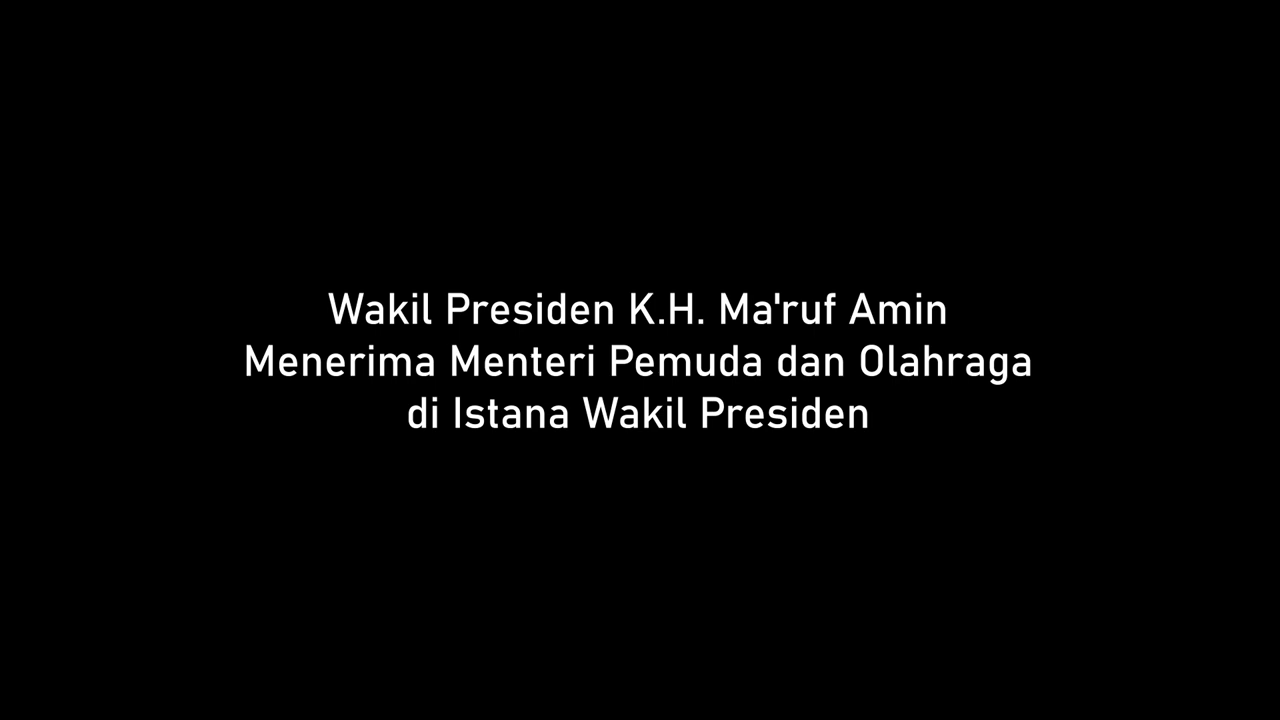 Wakil Presiden K.H. Ma'ruf Amin
Menerima Menteri Pemuda dan Olahraga
di Istana Wakil Presiden